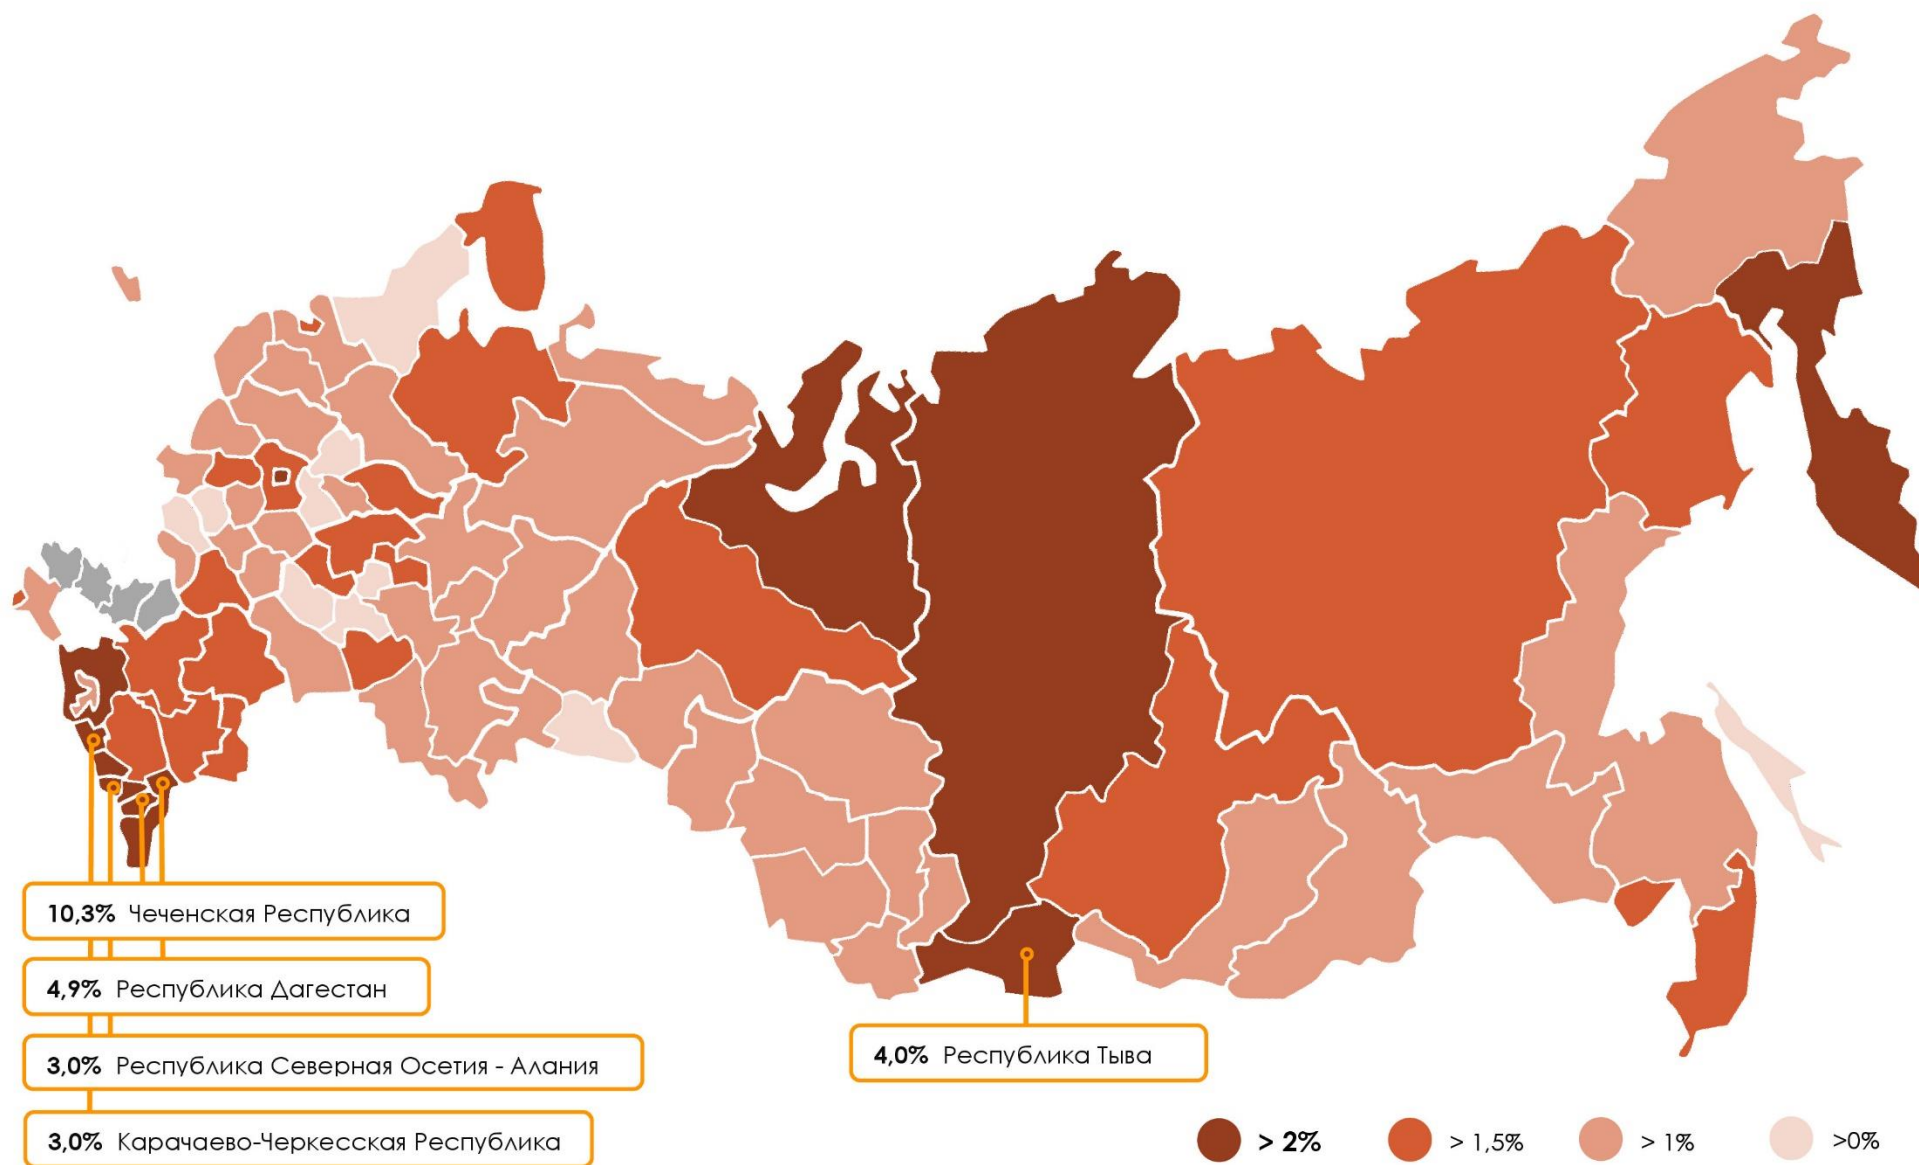 10,3% Чеченская Республика
4,9% Республика Дагестан
3,0% Республика Северная Осетия - Алания
4,0% Республика Тыва
3,0% Карачаево-Черкесская Республика
> 2%
> 1,5%
> 1%
>0%